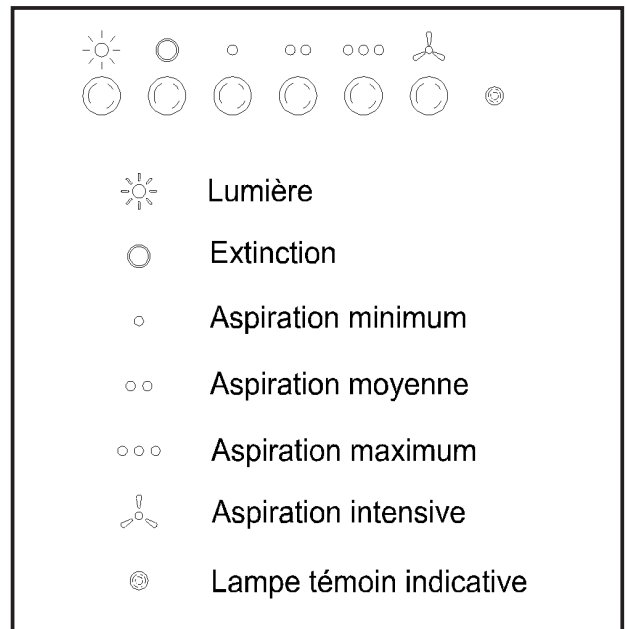 Lumière
Extinction
Aspiration minimum
Aspiration moyenne
Aspiration maximum
Aspiration intensive
Lampe témoin indicative